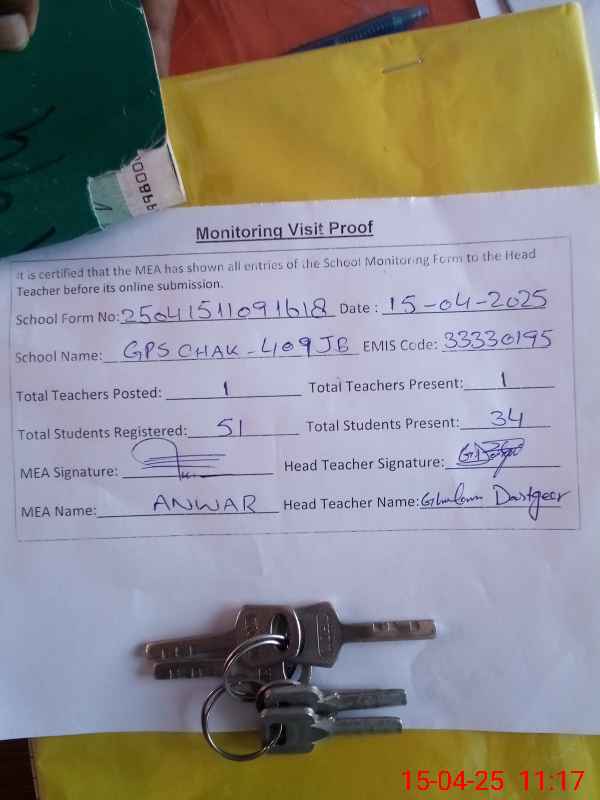 Monitoring Visit Proof
It is certified that the MEA has shown all entries of the School Monitoring Form to the Head
Teacher before its online submission.
School Form No: 25041511091618 Date : 15-04-2025
School Name: GPS CHAK-409JB EMIS Code: 33330195
Total Teachers Posted: 1 Total Teachers Present: 1
Total Students Registered: 51 Total Students Present: 34
MEA Signature: Head Teacher Signature:
MEA Name: ANWAR Head Teacher Name: Dastgeer
15-04-25 11:17